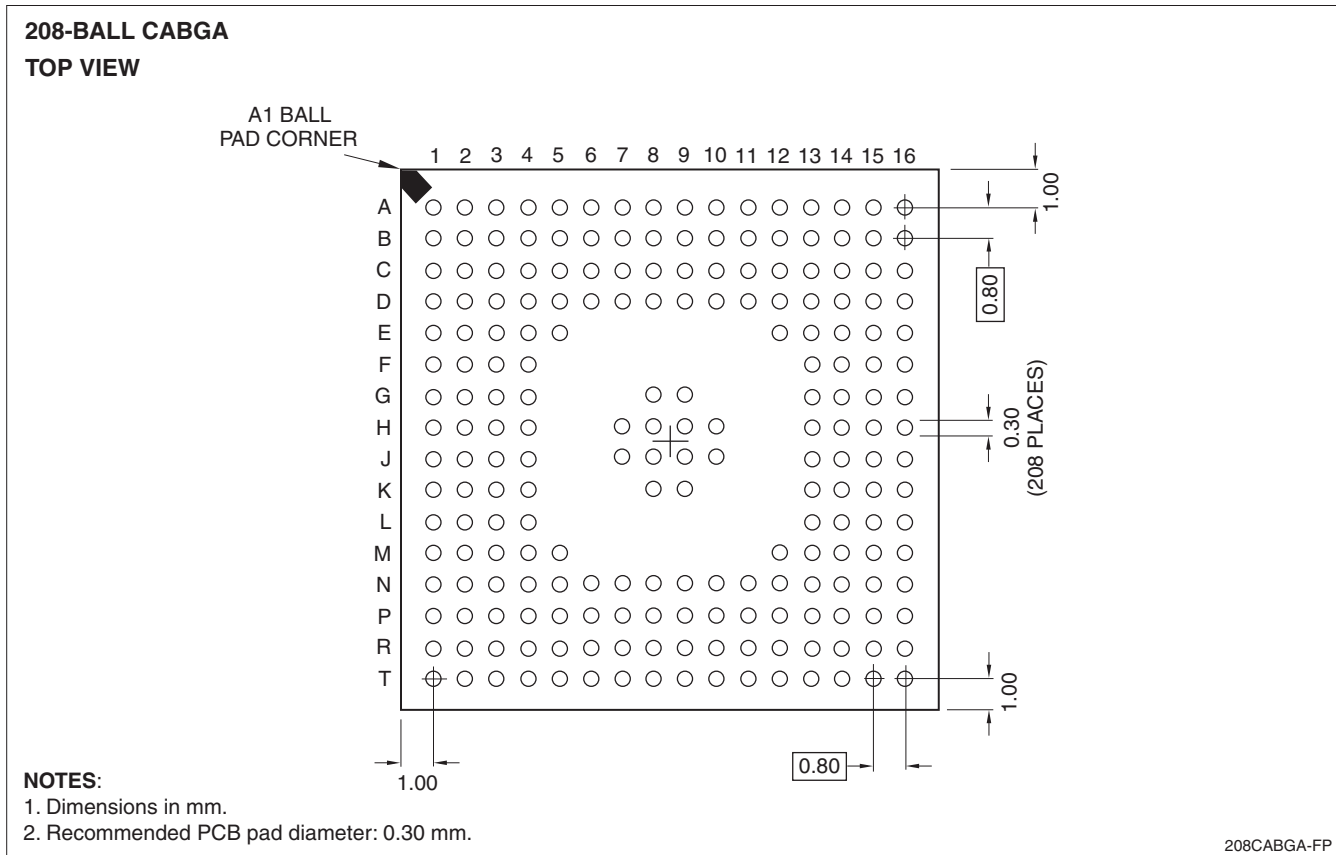 208-BALL CABGA
TOP VIEW
A1 BALL
PAD CORNER
1 2 3 4 5 6 7 8 9 10 11 12 13 14 15 16
1.00
A
B
C
D
0.80
E
F
G
H
0.30
(208 PLACES)
J
K
L
M
N
P
R
T
1.00
0.80
1.00
NOTES:
1. Dimensions in mm.
2. Recommended PCB pad diameter: 0.30 mm.
208CABGA-FP